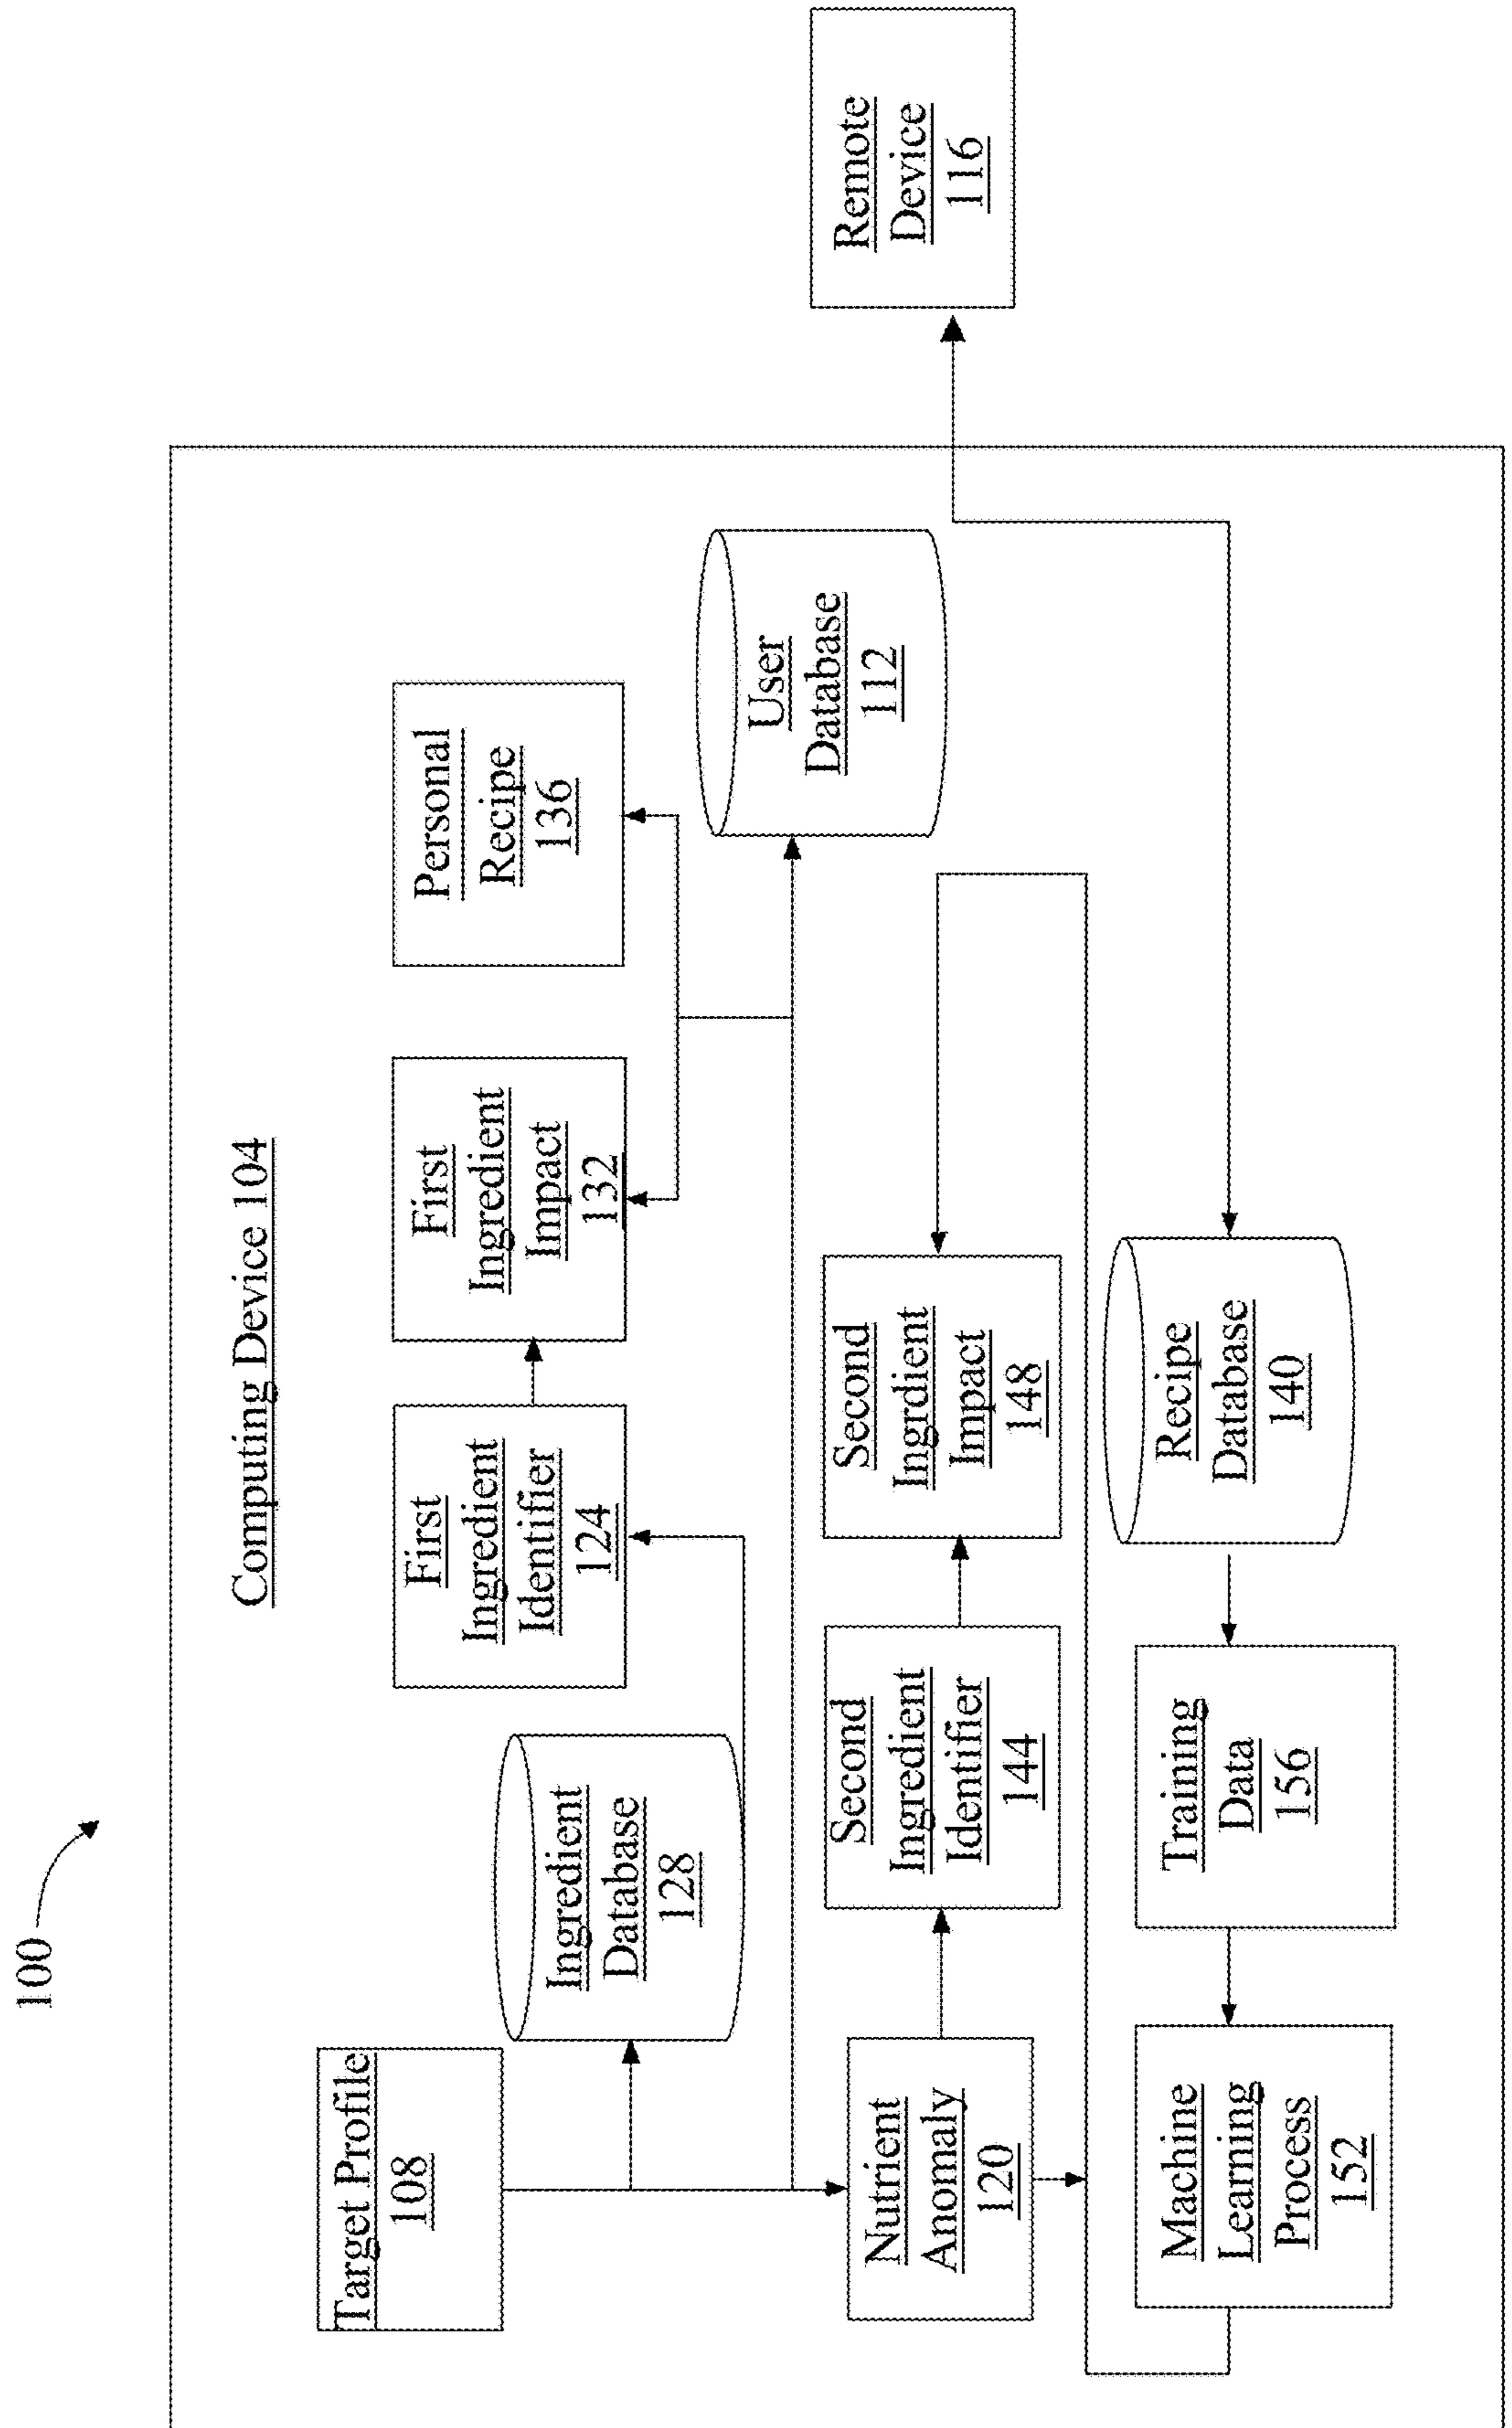 100
Computing Device 104
Target Profile
108
Ingredient
Database
128
First
Ingredient
Identifier
124
First
Ingredient
Impact
132
Personal
Recipe
136
User
Database
112
Nutrient
Anomaly
120
Second
Ingredient
Identifier
144
Second
Ingrdient
Impact
148
Machine
Learning
Process
152
Training
Data
156
Recipe
Database
140
Remote
Device
116